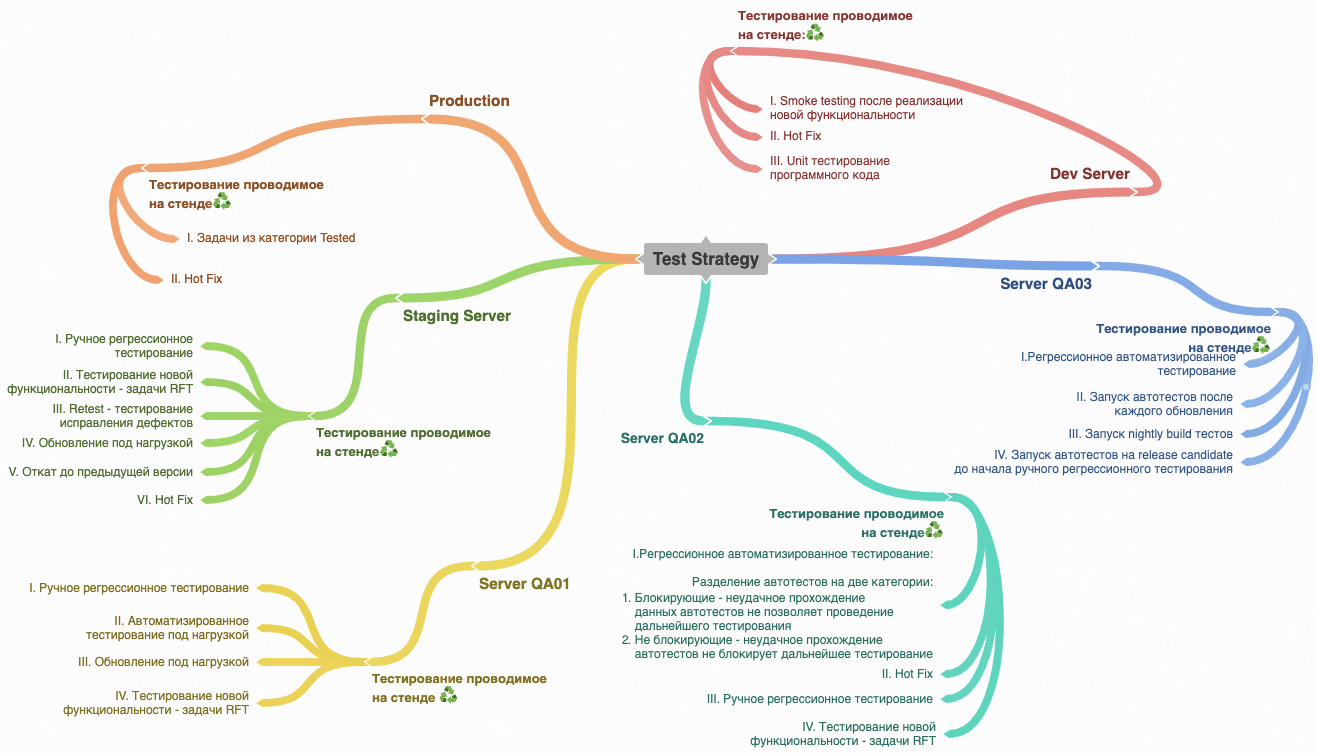 Test Strategy
Тестирование проводимое
на стенде:
I. Smoke testing после реализации
новой функциональности
II. Hot Fix
III. Unit тестирование
программного кода
Dev Server
Server QA03
Тестирование проводимое
на стенде
I.Регрессионное автоматизированное
тестирование
II. Запуск автотестов после
каждого обновления
III. Запуск nightly build тестов
IV. Запуск автотестов на release candidate
до начала ручного регрессионного тестирования
Server QA02
Тестирование проводимое
на стенде
I.Регрессионное автоматизированное тестирование:
Разделение автотестов на две категории:
1. Блокирующие - неудачное прохождение
данных автотестов не позволяет проведение
дальнейшего тестирования
2. Не блокирующие - неудачное прохождение
автотестов не блокирует дальнейшее тестирование
II. Hot Fix
III. Ручное регрессионное тестирование
IV. Тестирование новой
функциональности - задачи RFT
Production
Тестирование проводимое
на стенде
I. Задачи из категории Tested
II. Hot Fix
Staging Server
Тестирование проводимое
на стенде
I. Ручное регрессионное
тестирование
II. Тестирование новой
функциональности - задачи RFT
III. Retest - тестирование
исправления дефектов
IV. Обновление под нагрузкой
V. Откат до предыдущей версии
VI. Hot Fix
Server QA01
Тестирование проводимое
на стенде
I. Ручное регрессионное тестирование
II. Автоматизированное
тестирование под нагрузкой
III. Обновление под нагрузкой
IV. Тестирование новой
функциональности - задачи RFT